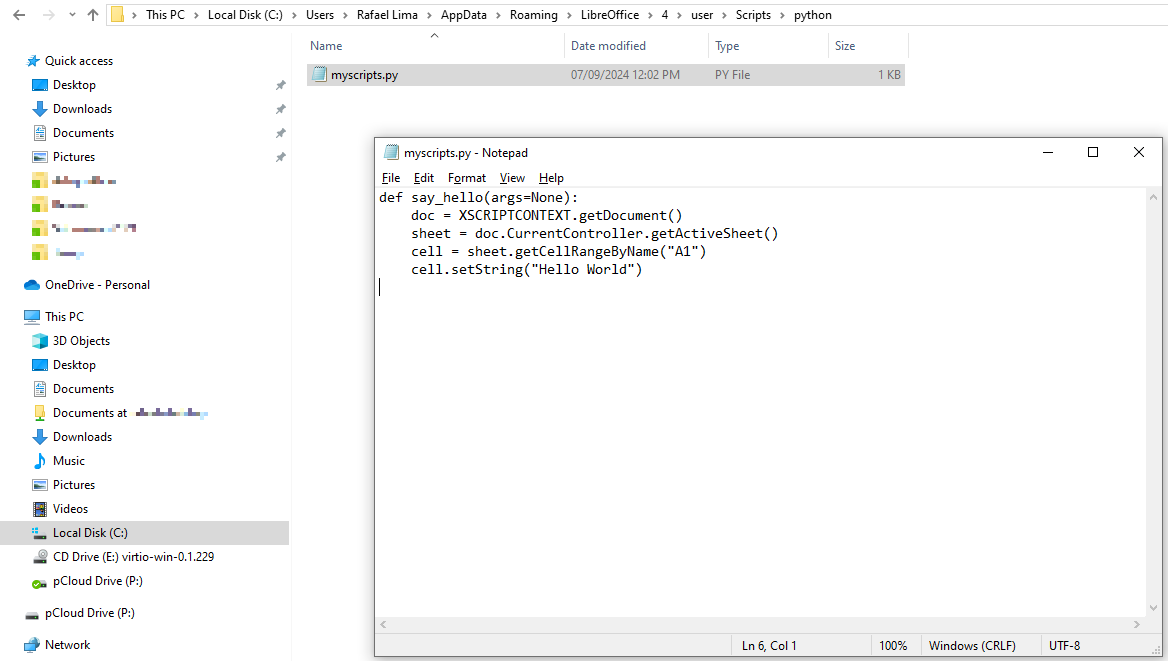 This PC > Local Disk (C:) > Users > Rafael Lima > AppData > Roaming > LibreOffice > 4 > user > Scripts > python
Name Date modified Type Size
myscripts.py 07/09/2024 12:02 PM PY File 1 KB
Quick access
Desktop
Downloads
Documents
Pictures
OneDrive - Personal
This PC
3D Objects
Desktop
Documents
Documents at
Downloads
Music
Pictures
Videos
Local Disk (C:)
CD Drive (E:) virtio-win-0.1.229
pCloud Drive (P:)
pCloud Drive (P:)
Network
myscripts.py - Notepad
File Edit Format View Help
def say_hello(args=None):
    doc = XSCRIPTCONTEXT.getDocument()
    sheet = doc.CurrentController.getActiveSheet()
    cell = sheet.getCellRangeByName("A1")
    cell.setString("Hello World")
Ln 6, Col 1 100% Windows (CRLF) UTF-8